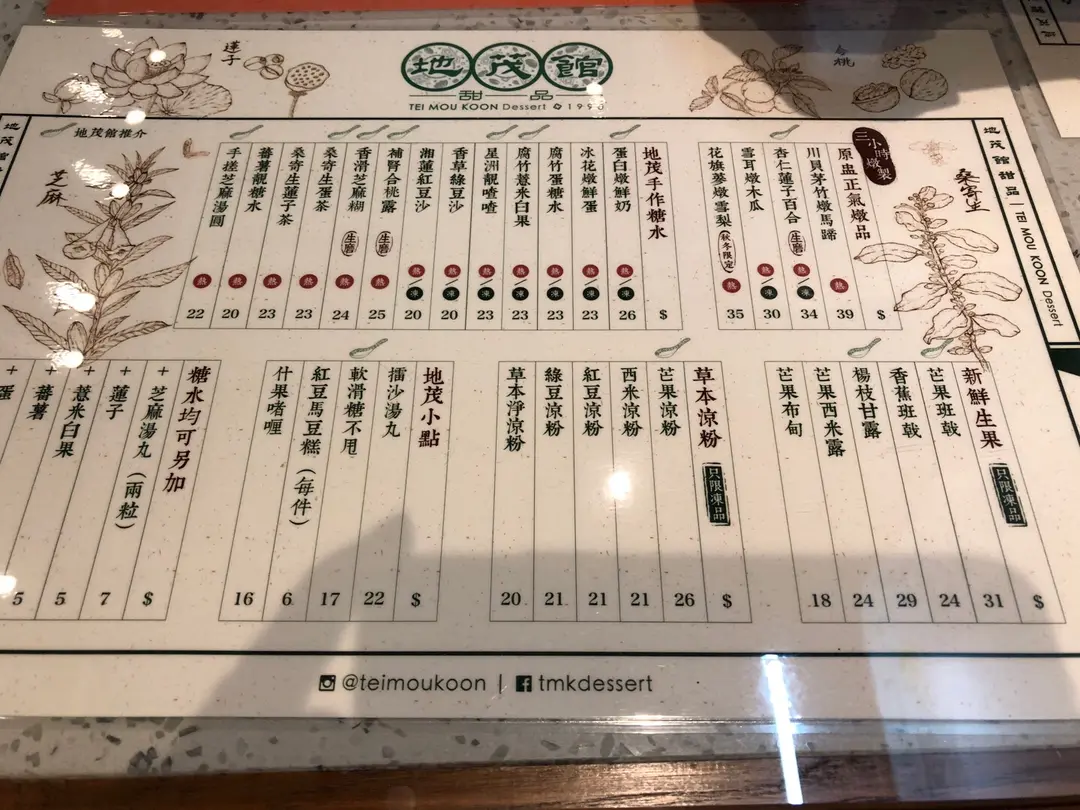 地茂館
甜品
TEI MOU KOON Dessert @1990
蓮子
合桃
芝麻
桑寄生
地茂館推介
地茂館甜品 | TEI MOU KOON Dessert
三小時燉製
原盅正氣燉品 $
川貝茅竹燉馬蹄 熱 39
杏仁蓮子百合 生磨 熱/凍 34
雪耳燉木瓜 熱/凍 30
花旗蔘燉雪梨(秋冬限定) 熱 35
地茂手作糖水 $
蛋白燉鮮奶 熱/凍 26
冰花燉鮮蛋 熱/凍 23
腐竹蛋糖水 熱/凍 23
腐竹薏米白果 熱/凍 23
星洲靚喳喳 熱/凍 23
香草綠豆沙 熱/凍 20
湘蓮紅豆沙 熱/凍 20
補腎合桃露 生磨 熱 25
香滑芝麻糊 生磨 熱 24
桑寄生蛋茶 熱 23
桑寄生蓮子茶 熱 23
蕃薯靚糖水 熱 20
手搓芝麻湯圓 熱 22
新鮮生果 只限凍品 $
芒果班戟 31
香蕉班戟 24
楊枝甘露 29
芒果西米露 24
芒果布甸 18
草本涼粉 只限凍品 $
芒果涼粉 26
西米涼粉 21
紅豆涼粉 21
綠豆涼粉 21
草本淨涼粉 20
地茂小點 $
擂沙湯丸 22
軟滑糖不甩 17
紅豆馬豆糕(每件) 6
什果啫喱 16
糖水均可另加 $
+芝麻湯丸(兩粒) 7
+蓮子 5
+薏米白果 5
+蕃薯
+蛋
@teimoukoon | tmkdessert